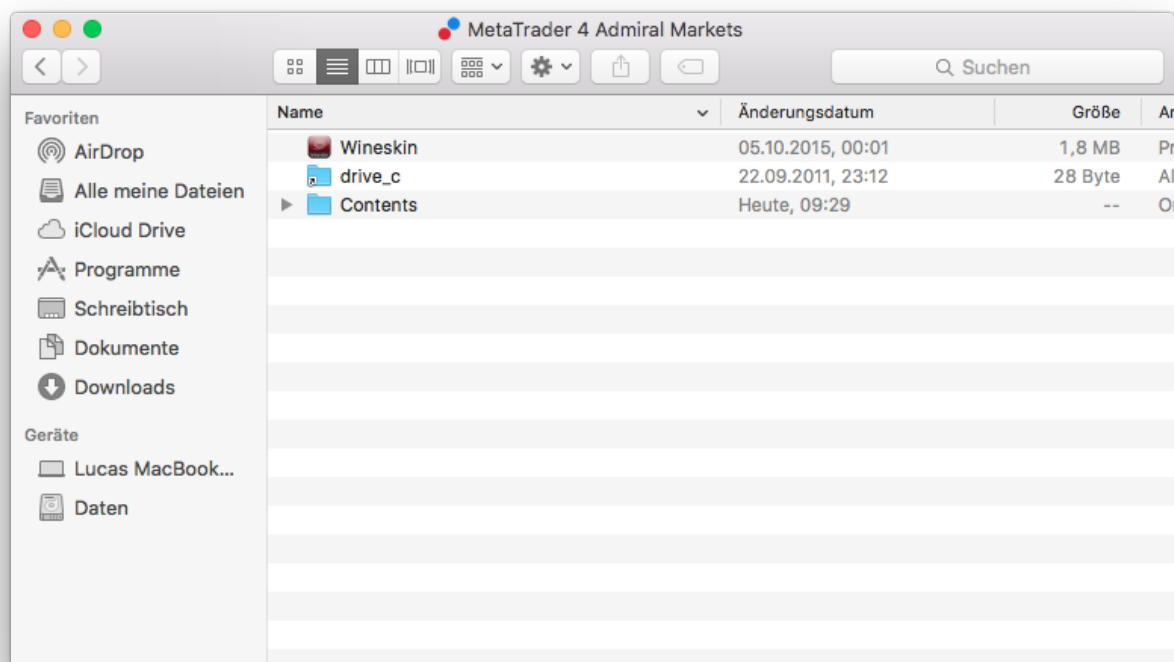 MetaTrader 4 Admiral Markets
Suchen
Favoriten
AirDrop
Alle meine Dateien
iCloud Drive
Programme
Schreibtisch
Dokumente
Downloads
Geräte
Lucas MacBook...
Daten
Name Änderungsdatum Größe
Wineskin 05.10.2015, 00:01 1,8 MB
drive_c 22.09.2011, 23:12 28 Byte
Contents Heute, 09:29 --